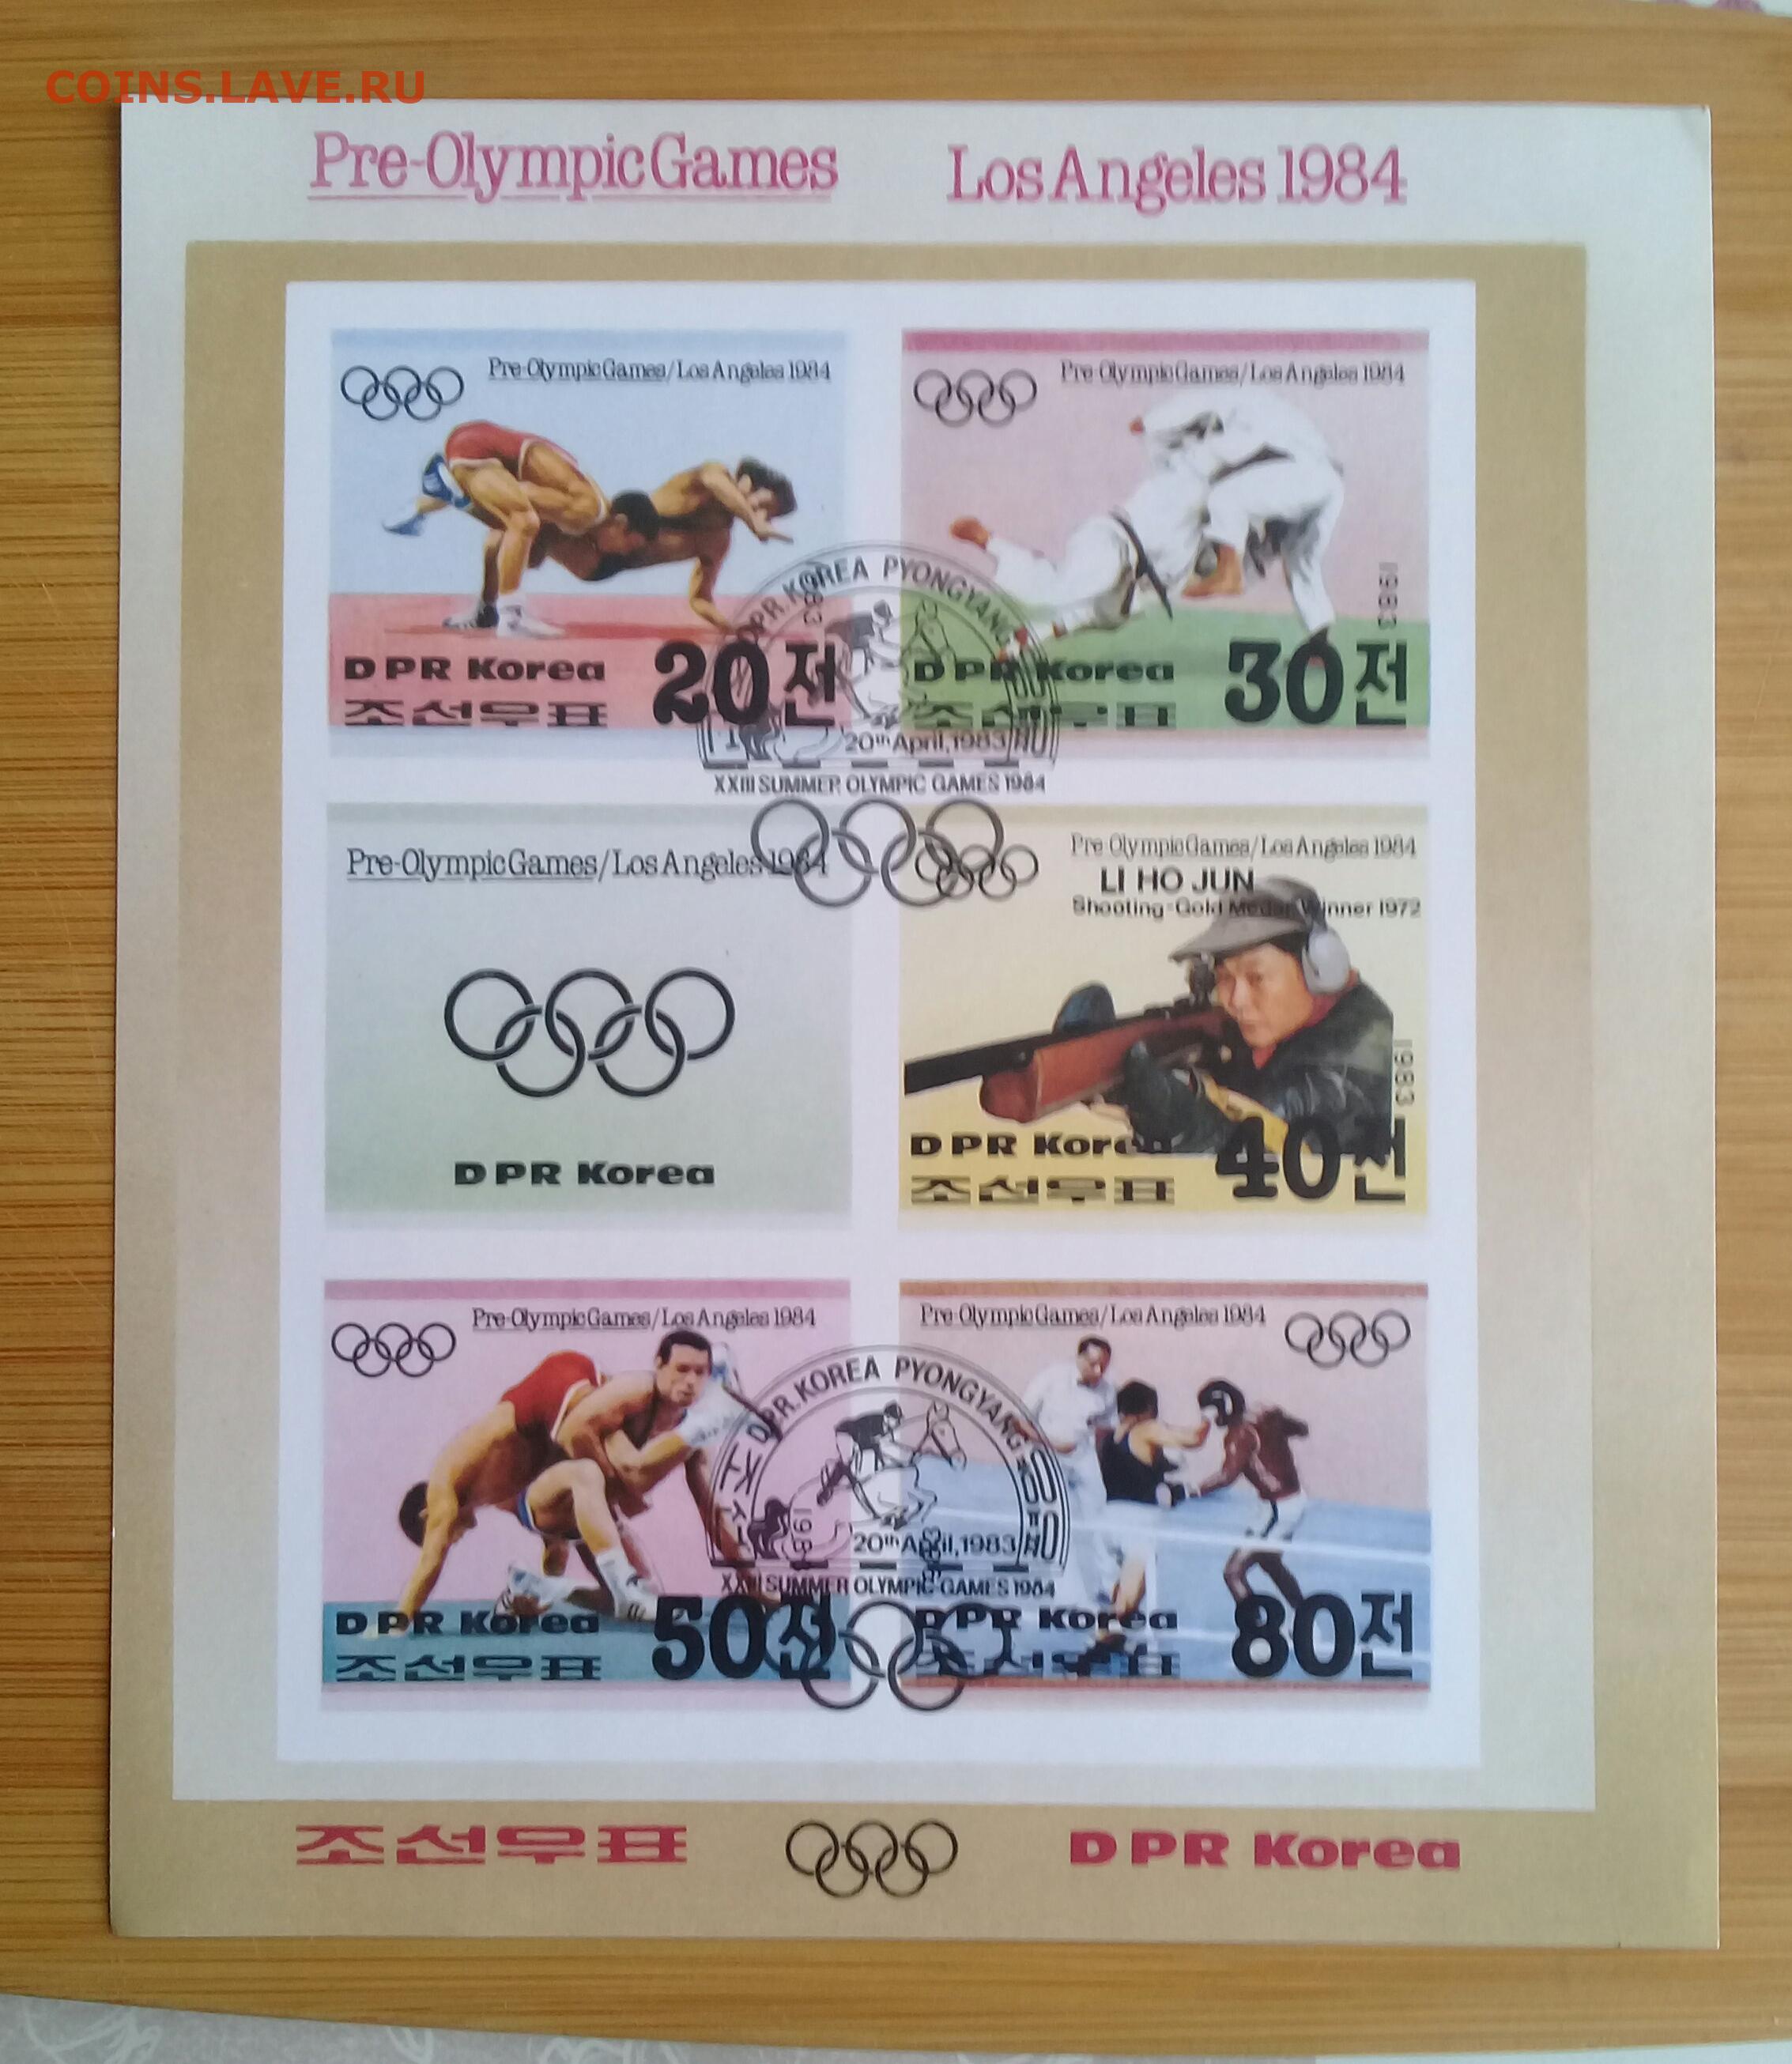 COINS.LAVE.RU
Pre-Olympic Games Los Angeles 1984
Pre-Olympic Games/Los Angeles 1984
1983
DPR Korea
20전
조선우표
Pre-Olympic Games/Los Angeles 1984
1983
DPR Korea
30전
조선우표
DPR.KOREA PYONGYANG
20th April,1983
XXIII SUMMER OLYMPIC GAMES 1984
Pre-Olympic Games/Los Angeles 1984
DPR Korea
Pre-Olympic Games/Los Angeles 1984
LI HO JUN
Shooting-Gold Medal Winner 1972
1983
DPR Korea
40전
조선우표
Pre-Olympic Games/Los Angeles 1984
DPR Korea
50전
조선우표
Pre-Olympic Games/Los Angeles 1984
DPR Korea
80전
조선우표
DPR.KOREA PYONGYANG
20th April,1983
XXIII SUMMER OLYMPIC GAMES 1984
조선우표 DPR Korea